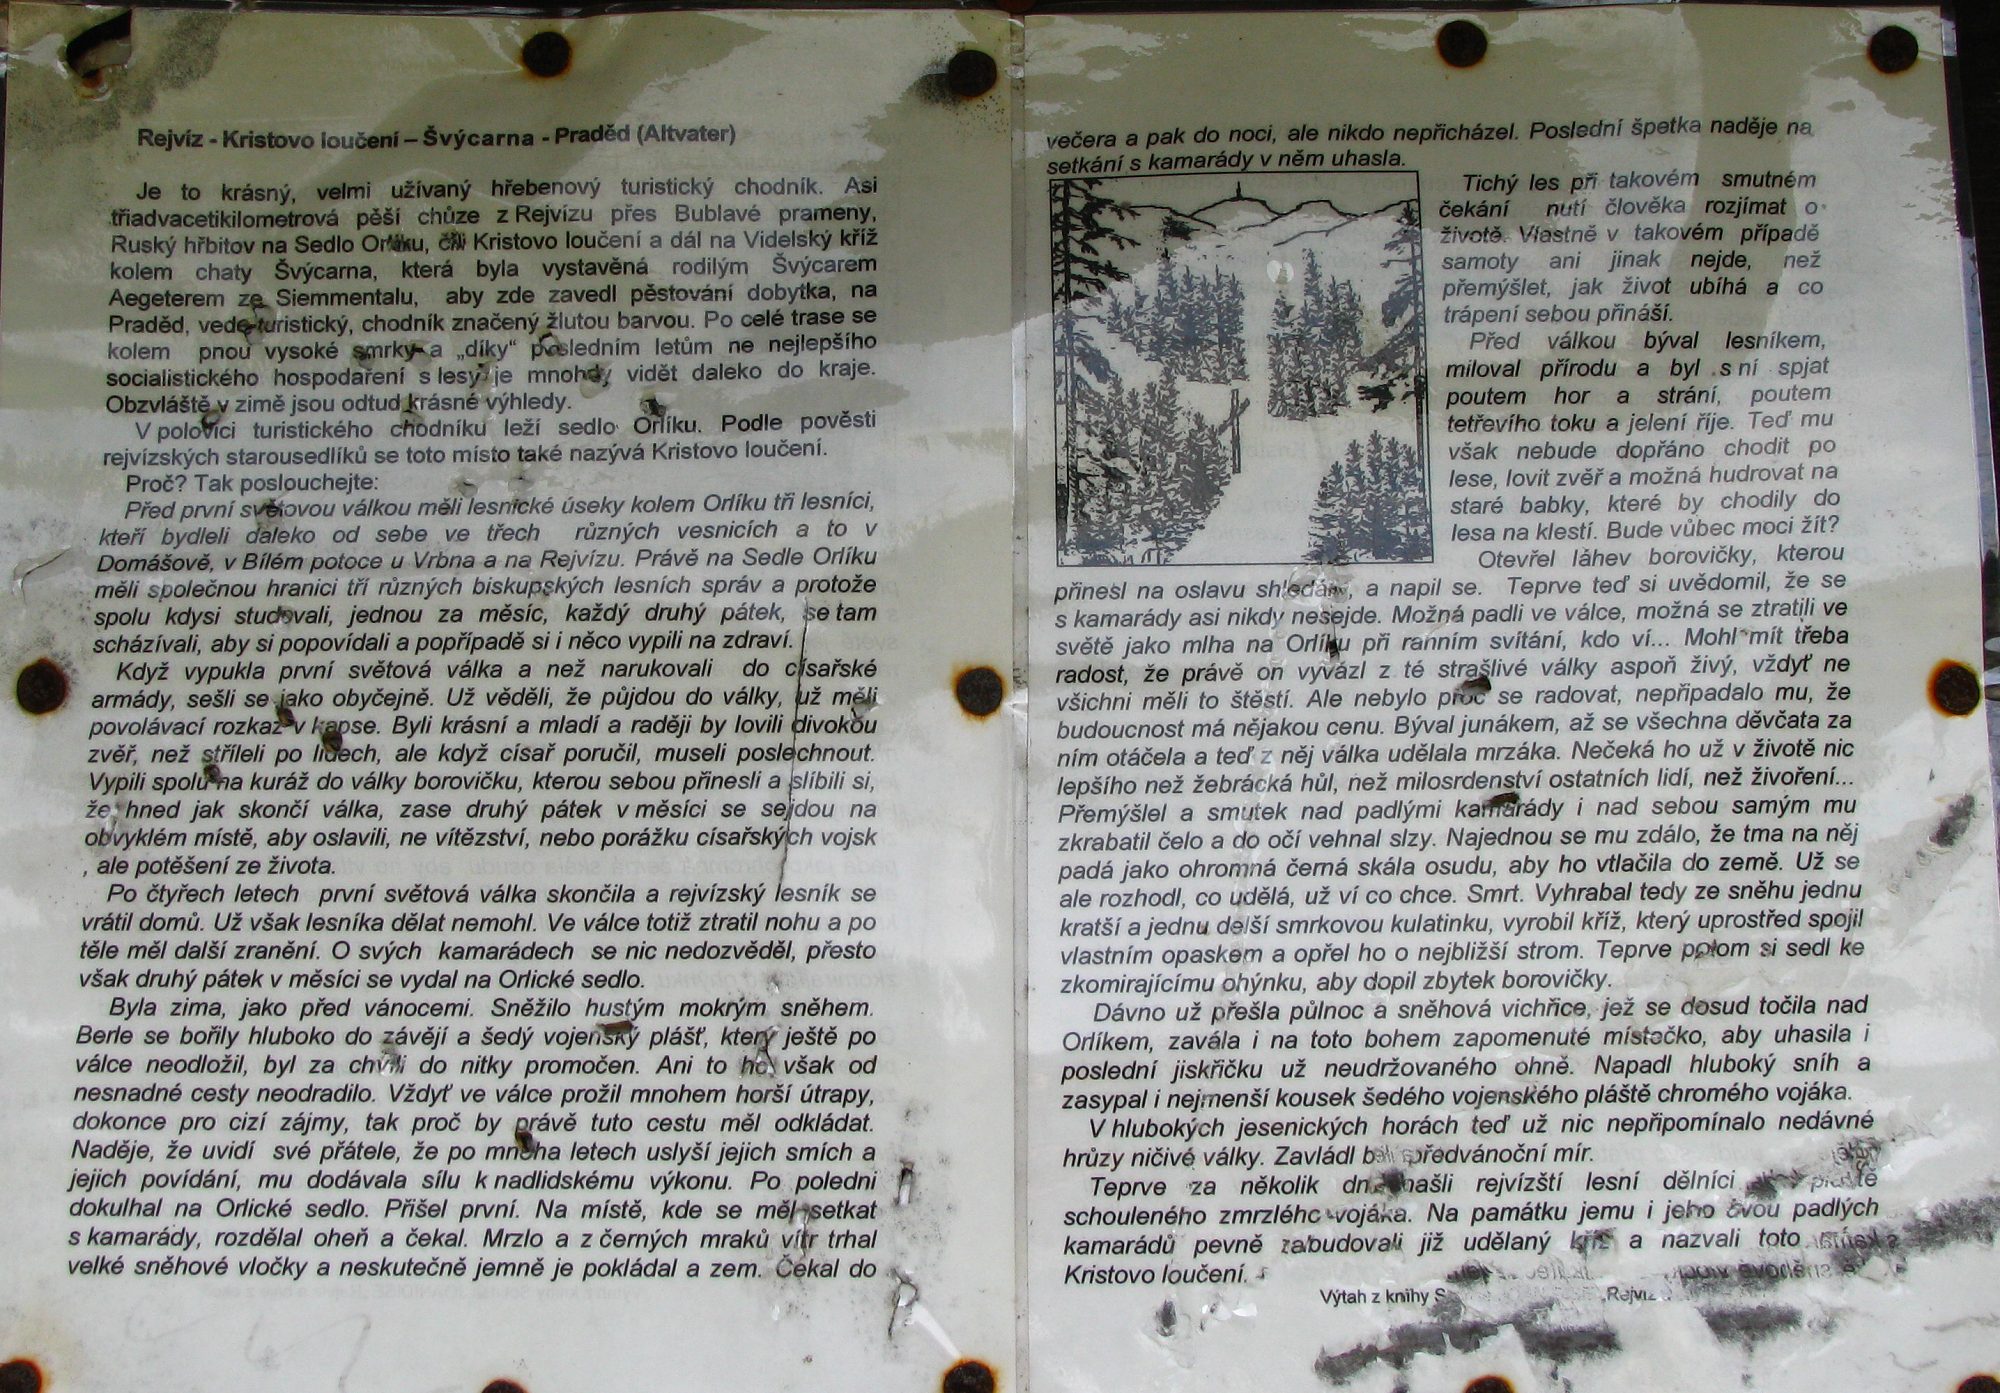 Rejvíz - Kristovo loučení – Švýcarna - Praděd (Altvater)
Je to krásný, velmi užívaný hřebenový turistický chodník. Asi
třiadvacetikilometrová pěší chůze z Rejvízu přes Bublavé prameny,
Ruský hřbitov na Sedlo Orlíku, čili Kristovo loučení a dál na Videlský kříž
kolem chaty Švýcarna, která byla vystavěná rodilým Švýcarem
Aegeterem ze Siemmentalu, aby zde zavedl pěstování dobytka, na
Praděd, vede turistický, chodník značený žlutou barvou. Po celé trase se
kolem pnou vysoké smrky a „díky“ posledním letům ne nejlepšího
socialistického hospodaření s lesy je mnohdy vidět daleko do kraje.
Obzvláště v zimě jsou odtud krásné výhledy.
V polovici turistického chodníku leží sedlo Orlíku. Podle pověsti
rejvízských starousedlíků se toto místo také nazývá Kristovo loučení.
Proč? Tak poslouchejte:
Před první světovou válkou měli lesnické úseky kolem Orlíku tři lesníci,
kteří bydleli daleko od sebe ve třech různých vesnicích a to v
Domášově, v Bílém potoce u Vrbna a na Rejvízu. Právě na Sedle Orlíku
měli společnou hranici tří různých biskupských lesních správ a protože
spolu kdysi studovali, jednou za měsíc, každý druhý pátek, se tam
scházívali, aby si popovídali a popřípadě si i něco vypili na zdraví.
Když vypukla první světová válka a než narukovali do císařské
armády, sešli se jako obyčejně. Už věděli, že půjdou do války, už měli
povolávací rozkaz v kapse. Byli krásní a mladí a raději by lovili divokou
zvěř, než stříleli po lidech, ale když císař poručil, museli poslechnout.
Vypili spolu na kuráž do války borovičku, kterou sebou přinesli a slíbili si,
že hned jak skončí válka, zase druhý pátek v měsíci se sejdou na
obvyklém místě, aby oslavili, ne vítězství, nebo porážku císařských vojsk
, ale potěšení ze života.
Po čtyřech letech první světová válka skončila a rejvízský lesník se
vrátil domů. Už však lesníka dělat nemohl. Ve válce totiž ztratil nohu a po
těle měl další zranění. O svých kamarádech se nic nedozvěděl, přesto
však druhý pátek v měsíci se vydal na Orlické sedlo.
Byla zima, jako před vánocemi. Sněžilo hustým mokrým sněhem.
Berle se bořily hluboko do závějí a šedý vojenský plášť, který ještě po
válce neodložil, byl za chvíli do nitky promočen. Ani to ho však od
nesnadné cesty neodradilo. Vždyť ve válce prožil mnohem horší útrapy,
dokonce pro cizí zájmy, tak proč by právě tuto cestu měl odkládat.
Naděje, že uvidí své přátele, že po mnoha letech uslyší jejich smích a
jejich povídání, mu dodávala sílu k nadlidskému výkonu. Po poledni
dokulhal na Orlické sedlo. Přišel první. Na místě, kde se měl setkat
s kamarády, rozdělal oheň a čekal. Mrzlo a z černých mraků vítr trhal
velké sněhové vločky a neskutečně jemně je pokládal a zem. Čekal do
večera a pak do noci, ale nikdo nepřicházel. Poslední špetka naděje na
setkání s kamarády v něm uhasla.
Tichý les při takovém smutném
čekání nutí člověka rozjímat o
životě. Vlastně v takovém případě
samoty ani jinak nejde, než
přemýšlet, jak život ubíhá a co
trápení sebou přináší.
Před válkou býval lesníkem,
miloval přírodu a byl s ní spjat
poutem hor a strání, poutem
tetřevího toku a jelení říje. Teď mu
však nebude dopřáno chodit po
lese, lovit zvěř a možná hudrovat na
staré babky, které by chodily do
lesa na klestí. Bude vůbec moci žít?
Otevřel láhev borovičky, kterou
přinesl na oslavu shledání, a napil se. Teprve teď si uvědomil, že se
s kamarády asi nikdy nesejde. Možná padli ve válce, možná se ztratili ve
světě jako mlha na Orlíku při ranním svítání, kdo ví... Mohl mít třeba
radost, že právě on vyvázl z té strašlivé války aspoň živý, vždyť ne
všichni měli to štěstí. Ale nebylo proč se radovat, nepřipadalo mu, že
budoucnost má nějakou cenu. Býval junákem, až se všechna děvčata za
ním otáčela a teď z něj válka udělala mrzáka. Nečeká ho už v životě nic
lepšího než žebrácká hůl, než milosrdenství ostatních lidí, než živoření...
Přemýšlel a smutek nad padlými kamarády i nad sebou samým mu
zkrabatil čelo a do očí vehnal slzy. Najednou se mu zdálo, že tma na něj
padá jako ohromná černá skála osudu, aby ho vtlačila do země. Už se
ale rozhodl, co udělá, už ví co chce. Smrt. Vyhrabal tedy ze sněhu jednu
kratší a jednu delší smrkovou kulatinku, vyrobil kříž, který uprostřed spojil
vlastním opaskem a opřel ho o nejbližší strom. Teprve potom si sedl ke
zkomirajícímu ohýnku, aby dopil zbytek borovičky.
Dávno už přešla půlnoc a sněhová vichřice, jež se dosud točila nad
Orlíkem, zavála i na toto bohem zapomenuté místečko, aby uhasila i
poslední jiskřičku už neudržovaného ohně. Napadl hluboký sníh a
zasypal i nejmenší kousek šedého vojenského pláště chromého vojáka.
V hlubokých jesenických horách teď už nic nepřipomínalo nedávné
hrůzy ničivé války. Zavládl předvánoční mír.
Teprve za několik dnů našli rejvízští lesní dělníci
schouleného zmrzlého vojáka. Na památku jemu i jeho dvou padlých
kamarádů pevně zabudovali již udělaný kříž a nazvali toto
Kristovo loučení.
Výtah z knihy Rejvíz